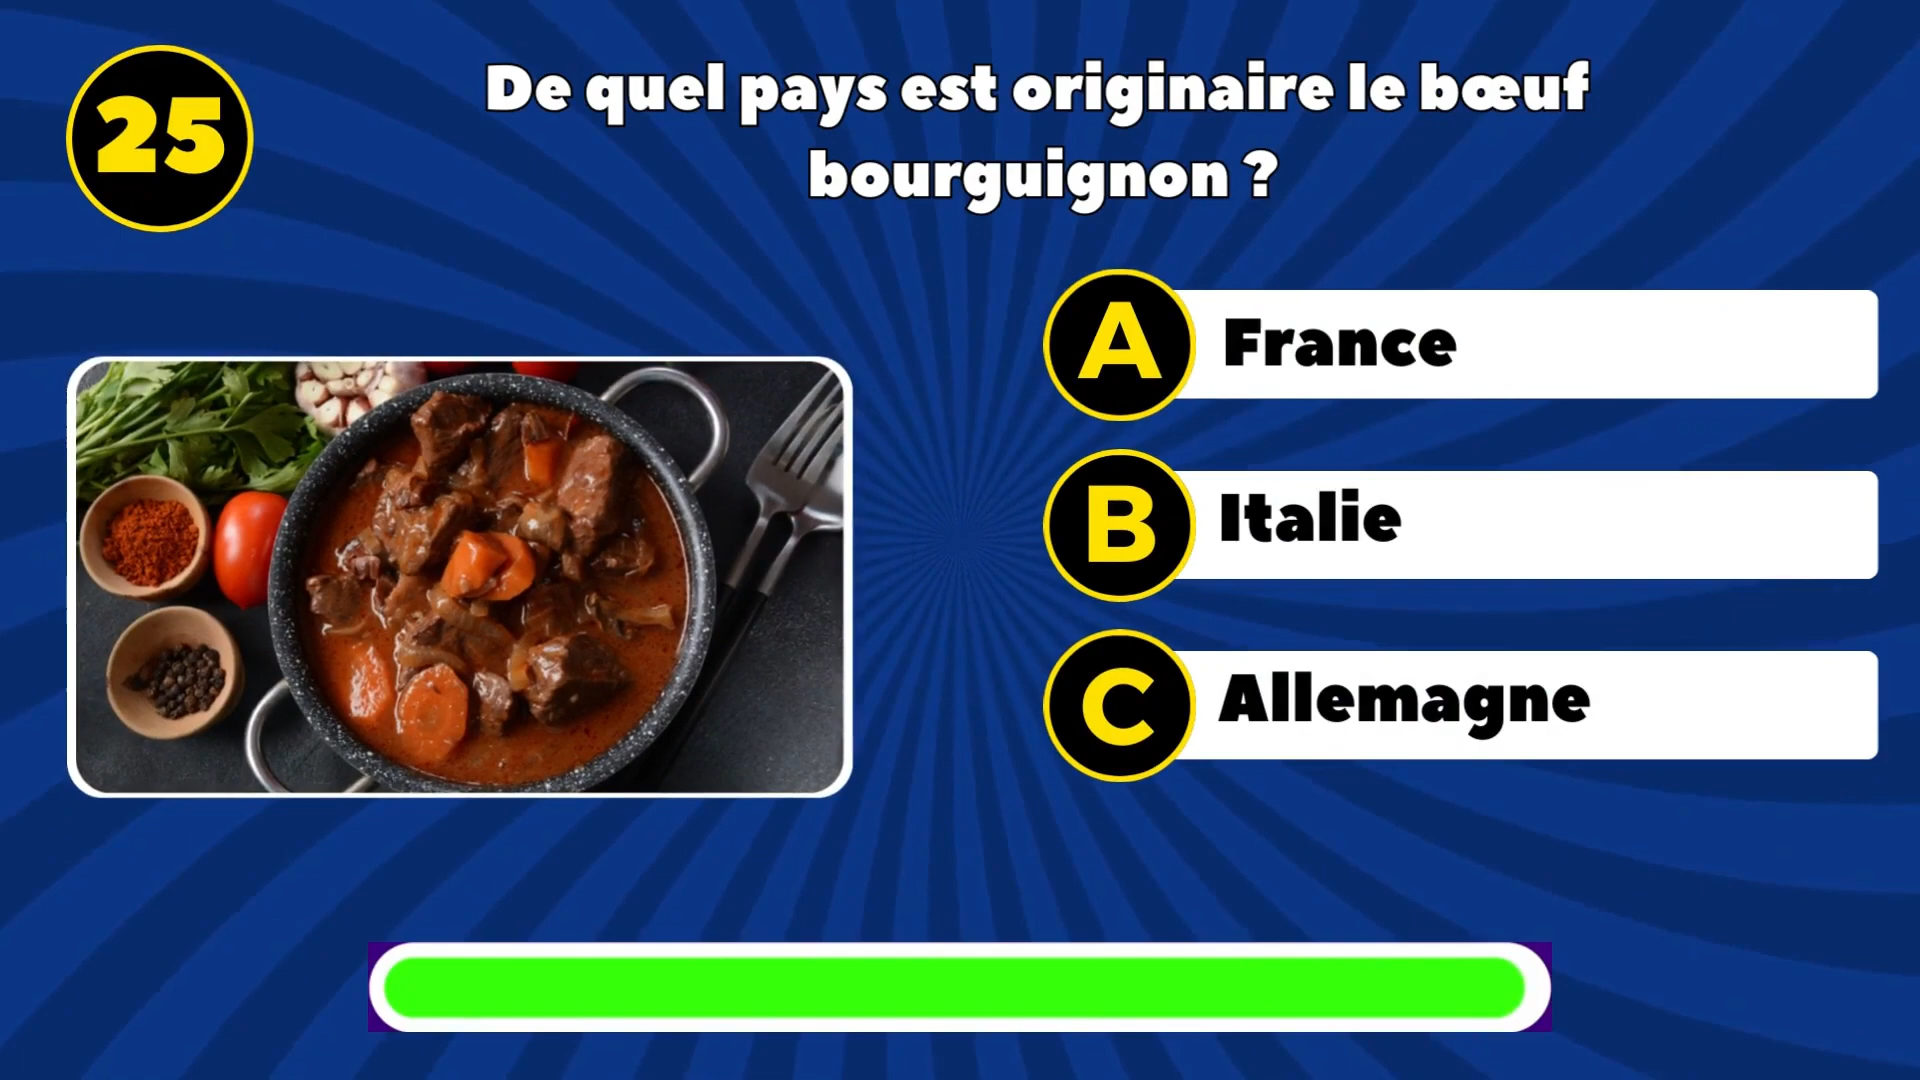 25
De quel pays est originaire le bœuf
bourguignon ?
A France
B Italie
C Allemagne